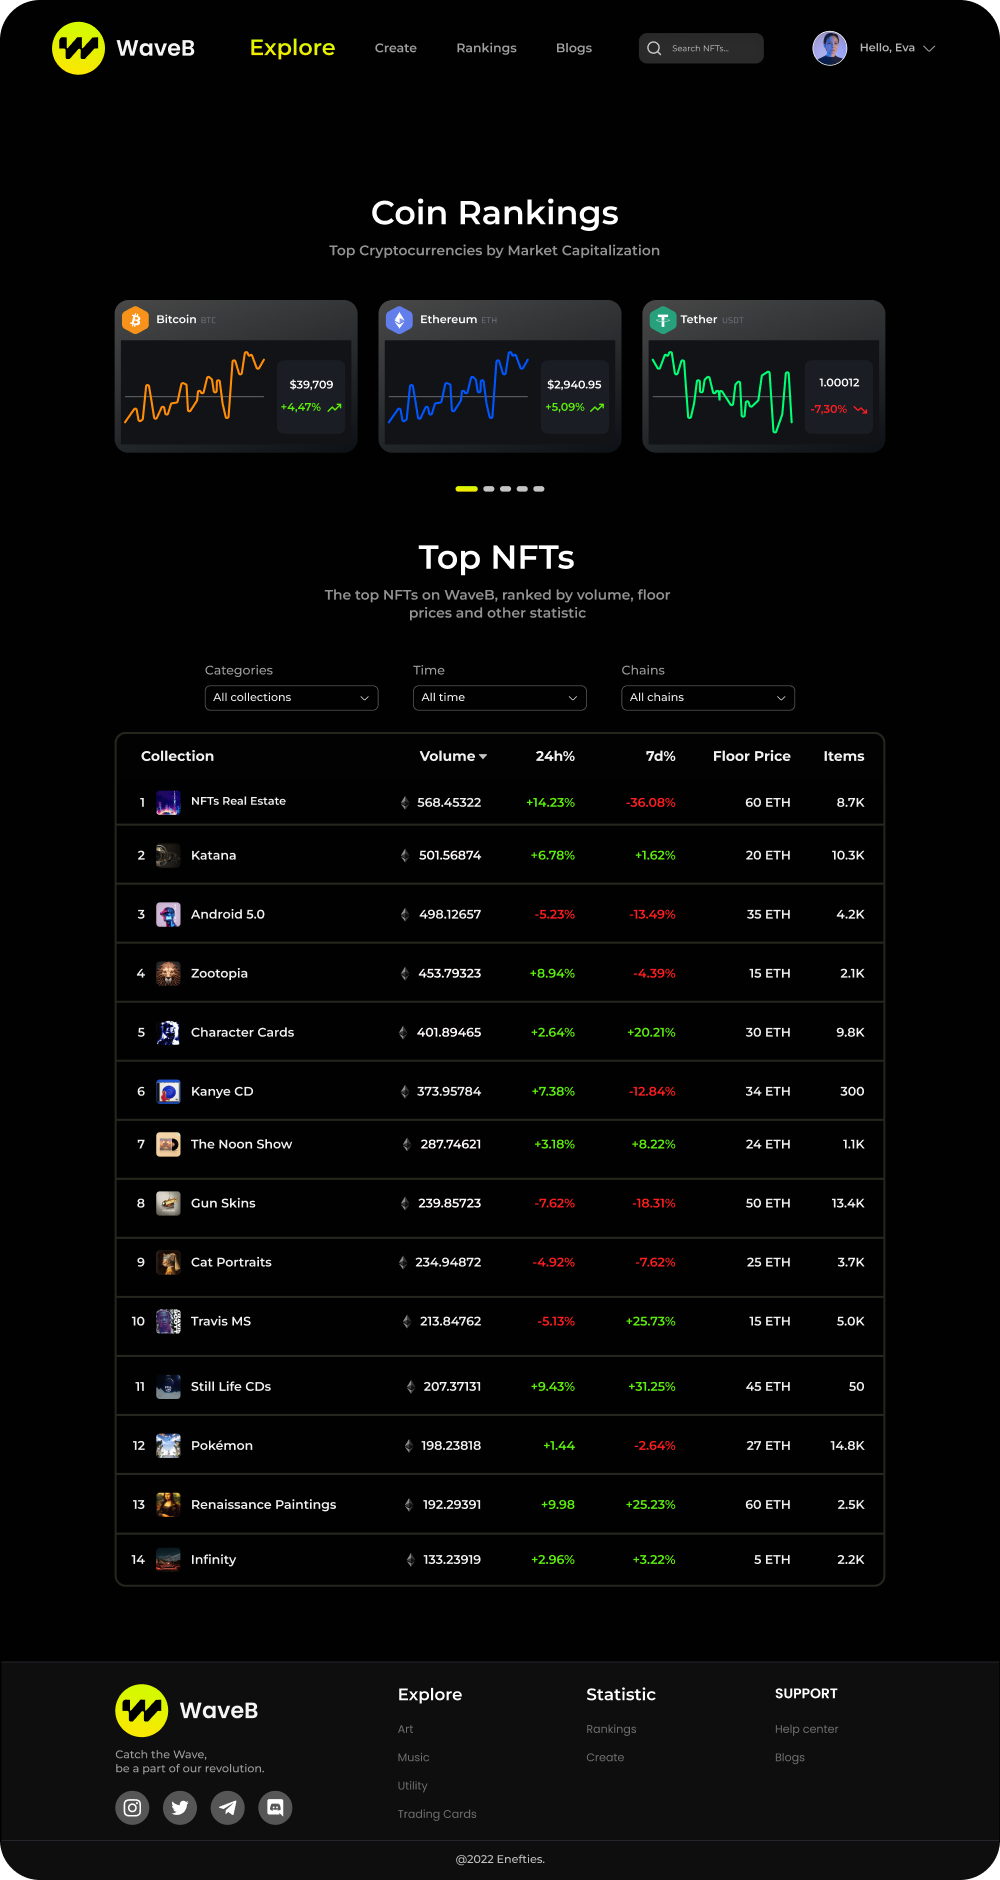 WaveB
Explore Create Rankings Blogs Search NFTs... Hello, Eva
Coin Rankings
Top Cryptocurrencies by Market Capitalization
Bitcoin BTC
$39,709
+4,47%
Ethereum ETH
$2,940.95
+5,09%
Tether USDT
1.00012
-7,30%
Top NFTs
The top NFTs on WaveB, ranked by volume, floor
prices and other statistic
Categories Time Chains
All collections All time All chains
Collection Volume 24h% 7d% Floor Price Items
1 NFTs Real Estate 568.45322 +14.23% -36.08% 60 ETH 8.7K
2 Katana 501.56874 +6.78% +1.62% 20 ETH 10.3K
3 Android 5.0 498.12657 -5.23% -13.49% 35 ETH 4.2K
4 Zootopia 453.79323 +8.94% -4.39% 15 ETH 2.1K
5 Character Cards 401.89465 +2.64% +20.21% 30 ETH 9.8K
6 Kanye CD 373.95784 +7.38% -12.84% 34 ETH 300
7 The Noon Show 287.74621 +3.18% +8.22% 24 ETH 1.1K
8 Gun Skins 239.85723 -7.62% -18.31% 50 ETH 13.4K
9 Cat Portraits 234.94872 -4.92% -7.62% 25 ETH 3.7K
10 Travis MS 213.84762 -5.13% +25.73% 15 ETH 5.0K
11 Still Life CDs 207.37131 +9.43% +31.25% 45 ETH 50
12 Pokémon 198.23818 +1.44 -2.64% 27 ETH 14.8K
13 Renaissance Paintings 192.29391 +9.98 +25.23% 60 ETH 2.5K
14 Infinity 133.23919 +2.96% +3.22% 5 ETH 2.2K
WaveB
Catch the Wave,
be a part of our revolution.
Explore
Art
Music
Utility
Trading Cards
Statistic
Rankings
Create
SUPPORT
Help center
Blogs
@2022 Enefties.